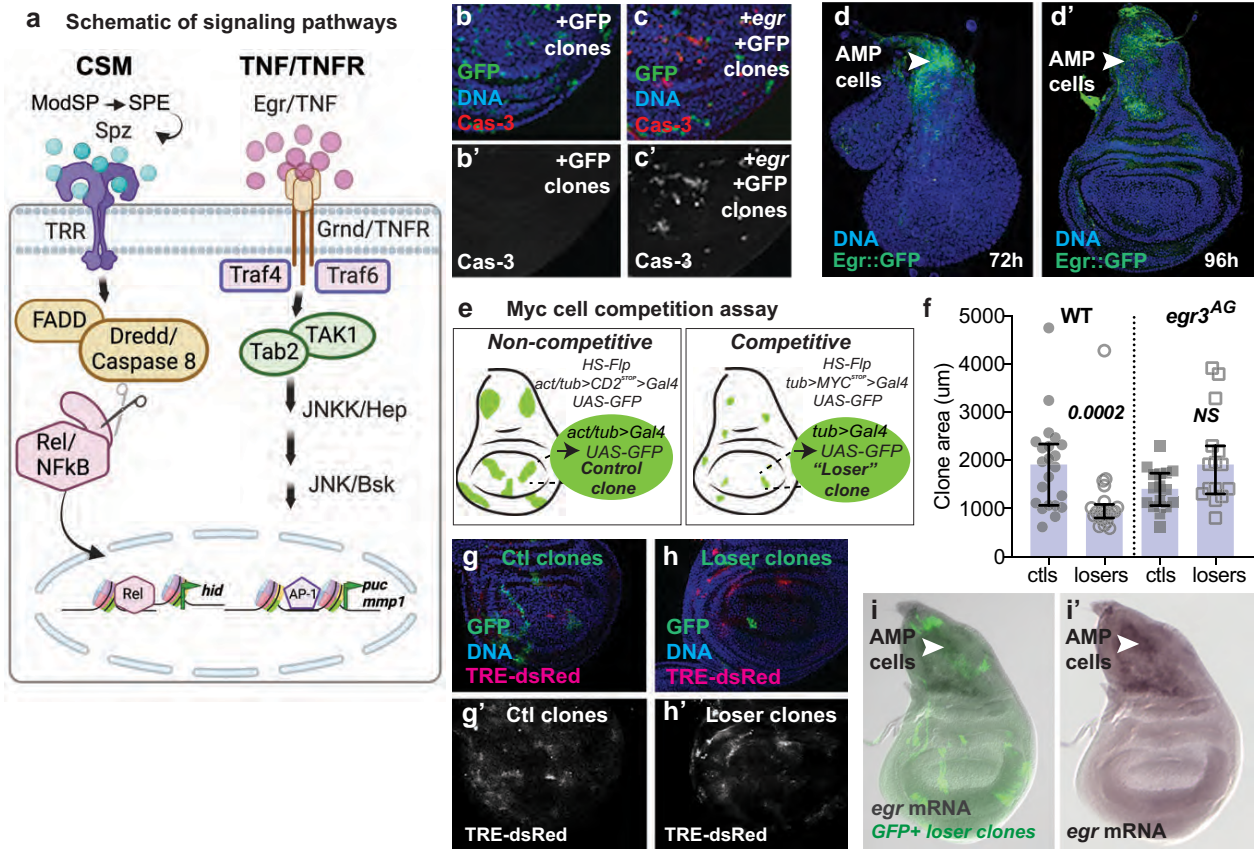 a Schematic of signaling pathways
CSM
TNF/TNFR
ModSP → SPE
Spz
Egr/TNF
TRR
Grnd/TNFR
Traf4
Traf6
FADD
Dredd/
Caspase 8
TAK1
Tab2
JNKK/Hep
Rel/
NFkB
JNK/Bsk
Rel
hid
AP-1
puc
mmp1
b
+GFP
clones
GFP
DNA
Cas-3
c
+egr
+GFP
clones
GFP
DNA
Cas-3
b'
+GFP
clones
Cas-3
c'
+egr
+GFP
clones
Cas-3
d
AMP
cells
DNA
Egr::GFP
72h
d'
AMP
cells
DNA
Egr::GFP
96h
e Myc cell competition assay
Non-competitive
HS-Flp
act/tub>CD2STOP>Gal4
UAS-GFP
act/tub>Gal4
UAS-GFP
Control
clone
Competitive
HS-Flp
tub>MYCSTOP>Gal4
UAS-GFP
tub>Gal4
UAS-GFP
"Loser"
clone
f
WT
egr3AG
Clone area (um)
5000
4000
3000
2000
1000
0
0.0002
NS
ctls
losers
ctls
losers
g Ctl clones
GFP
DNA
TRE-dsRed
h Loser clones
GFP
DNA
TRE-dsRed
g' Ctl clones
TRE-dsRed
h' Loser clones
TRE-dsRed
i
AMP
cells
egr mRNA
GFP+ loser clones
i'
AMP
cells
egr mRNA